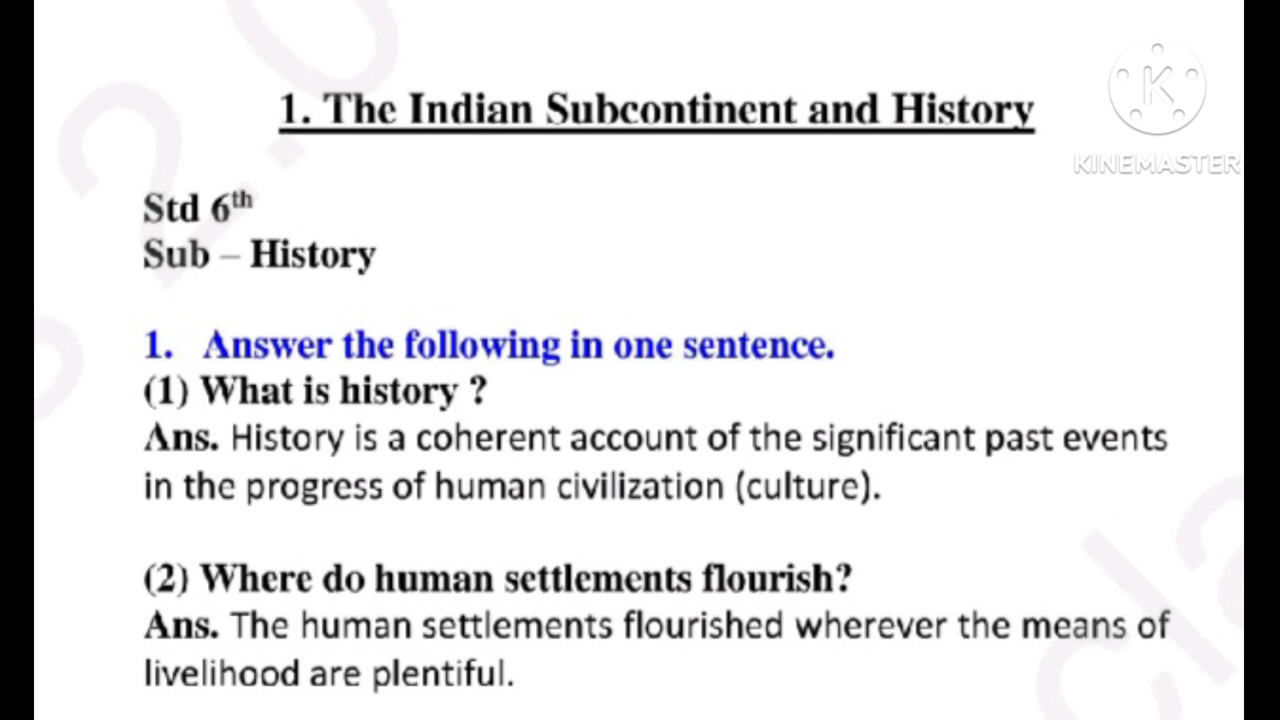 1. The Indian Subcontinent and History
KINEMASTER
Std 6th
Sub – History
1. Answer the following in one sentence.
(1) What is history ?
Ans. History is a coherent account of the significant past events
in the progress of human civilization (culture).
(2) Where do human settlements flourish?
Ans. The human settlements flourished wherever the means of
livelihood are plentiful.